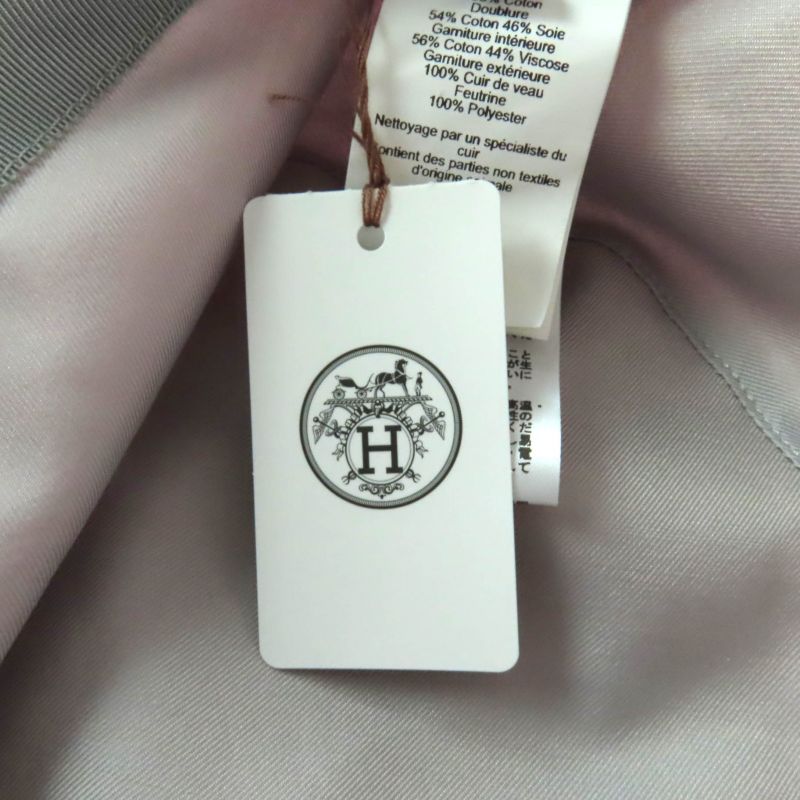 Coton
Doublure
54% Coton 46% Soie
Garniture intérieure
56% Coton 44% Viscose
Garniture extérieure
100% Cuir de veau
Feutrine
100% Polyester
Nettoyage par un spécialiste du
cuir
Contient des parties non textiles
d'origine
H